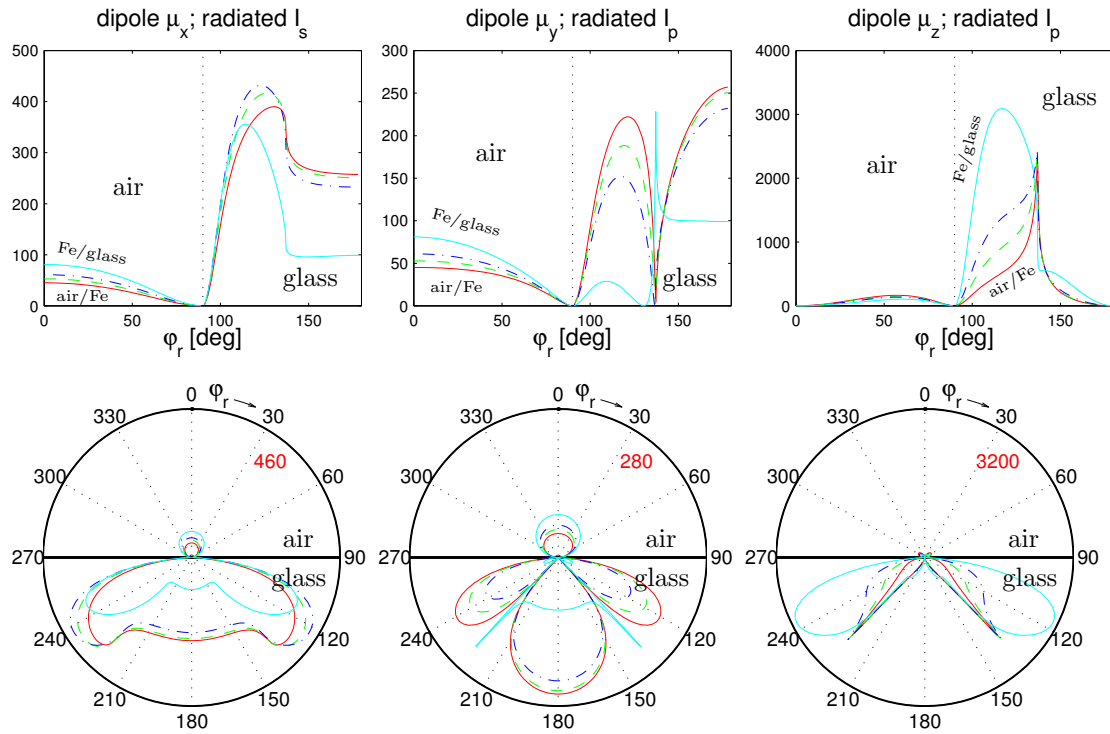 dipole μx; radiated Is
500
400
300
200
100
0
0 50 100 150
air
glass
Fe/glass
air/Fe
φr [deg]
dipole μy; radiated Ip
300
250
200
150
100
50
0
0 50 100 150
air
glass
Fe/glass
air/Fe
φr [deg]
dipole μz; radiated Ip
4000
3000
2000
1000
0
0 50 100 150
air
glass
Fe/glass
air/Fe
φr [deg]
0
φr
30
60
90
120
150
180
210
240
270
300
330
460
air
glass
0
φr
30
60
90
120
150
180
210
240
270
300
330
280
air
glass
0
φr
30
60
90
120
150
180
210
240
270
300
330
3200
air
glass